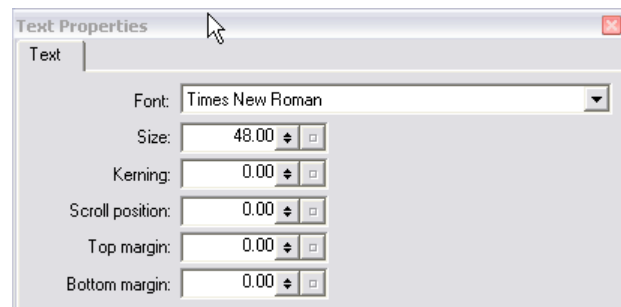 Text Properties
Text
Font: Times New Roman
Size: 48.00
Kerning: 0.00
Scroll position: 0.00
Top margin: 0.00
Bottom margin: 0.00